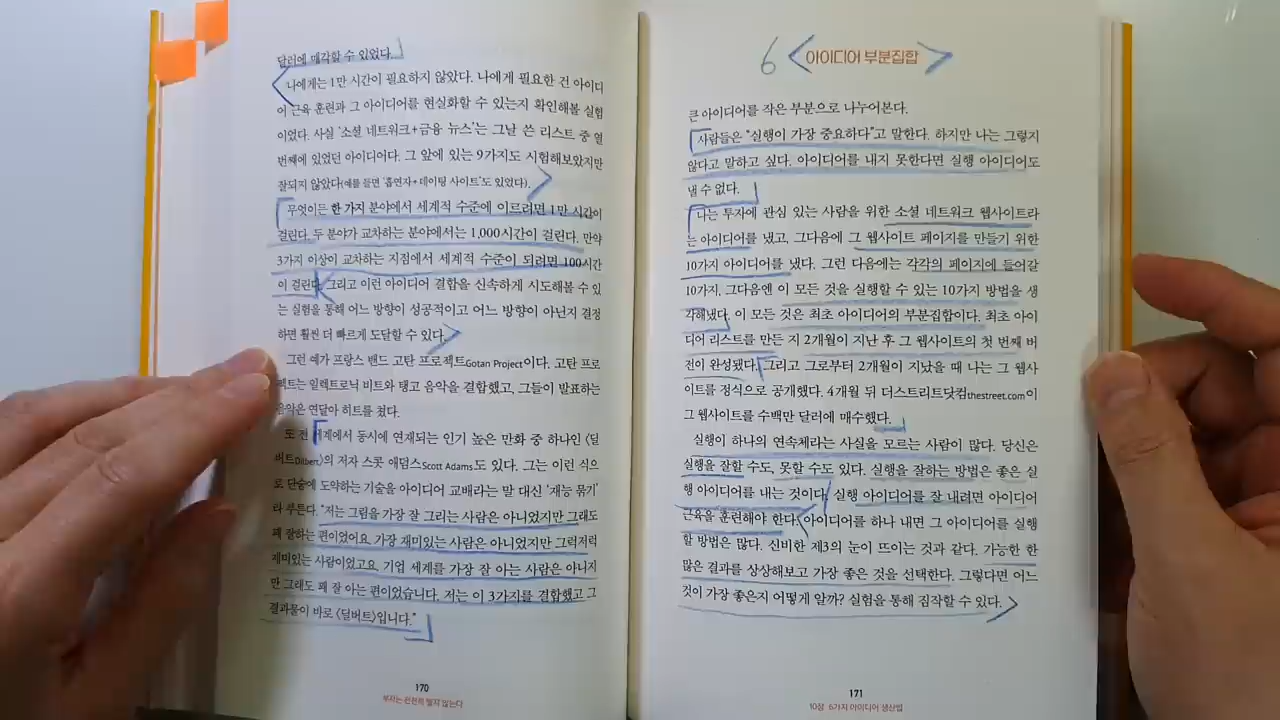 달러에 매각할 수 있었다.
나에게는 1만 시간이 필요하지 않았다. 나에게 필요한 건 아이디
어 근육 훈련과 그 아이디어를 현실화할 수 있는지 확인해볼 실험
이었다. 사실 '소셜 네트워크+금융 뉴스'는 그날 쓴 리스트 중 열
번째에 있었던 아이디어다. 그 앞에 있는 9가지도 시험해보았지만
잘되지 않았다(예를 들면 '흡연자+데이팅 사이트'도 있었다).
무엇이든 한 가지 분야에서 세계적 수준에 이르려면 1만 시간이
걸린다. 두 분야가 교차하는 분야에서는 1,000시간이 걸린다. 만약
3가지 이상이 교차하는 지점에서 세계적 수준이 되려면 100시간
이 걸린다. 그리고 이런 아이디어 결합을 신속하게 시도해볼 수 있
는 실험을 통해 어느 방향이 성공적이고 어느 방향이 아닌지 결정
하면 훨씬 더 빠르게 도달할 수 있다.
그런 예가 프랑스 밴드 고탄 프로젝트Gotan Project이다. 고탄 프로
젝트는 일렉트로닉 비트와 탱고 음악을 결합했고, 그들이 발표하는
음악은 연달아 히트를 쳤다.
또 전 세계에서 동시에 연재되는 인기 높은 만화 중 하나인 〈딜
버트Dilbert〉의 저자 스콧 애덤스Scott Adams도 있다. 그는 이런 식으
로 단숨에 도약하는 기술을 아이디어 교배라는 말 대신 '재능 묶기'
라 부른다. "저는 그림을 가장 잘 그리는 사람은 아니었지만 그래도
꽤 잘하는 편이었어요. 가장 재미있는 사람은 아니었지만 그럭저럭
재미있는 사람이었고요. 기업 세계를 가장 잘 아는 사람은 아니지
만 그래도 꽤 잘 아는 편이었습니다. 저는 이 3가지를 결합했고 그
결과물이 바로 〈딜버트〉입니다."
170
부자는 천천히 벌지 않는다
6 <아이디어 부분집합>
큰 아이디어를 작은 부분으로 나누어본다.
사람들은 "실행이 가장 중요하다"고 말한다. 하지만 나는 그렇지
않다고 말하고 싶다. 아이디어를 내지 못한다면 실행 아이디어도
낼 수 없다.
나는 투자에 관심 있는 사람을 위한 소셜 네트워크 웹사이트라
는 아이디어를 냈고, 그다음에 그 웹사이트 페이지를 만들기 위한
10가지 아이디어를 냈다. 그런 다음에는 각각의 페이지에 들어갈
10가지, 그다음엔 이 모든 것을 실행할 수 있는 10가지 방법을 생
각해냈다. 이 모든 것은 최초 아이디어의 부분집합이다. 최초 아이
디어 리스트를 만든 지 2개월이 지난 후 그 웹사이트의 첫 번째 버
전이 완성됐다. 그리고 그로부터 2개월이 지났을 때 나는 그 웹사
이트를 정식으로 공개했다. 4개월 뒤 더스트리트닷컴thestreet.com이
그 웹사이트를 수백만 달러에 매수했다.
실행이 하나의 연속체라는 사실을 모르는 사람이 많다. 당신은
실행을 잘할 수도, 못할 수도 있다. 실행을 잘하는 방법은 좋은 실
행 아이디어를 내는 것이다. 실행 아이디어를 잘 내려면 아이디어
근육을 훈련해야 한다. 아이디어를 하나 내면 그 아이디어를 실행
할 방법은 많다. 신비한 제3의 눈이 뜨이는 것과 같다. 가능한 한
많은 결과를 상상해보고 가장 좋은 것을 선택한다. 그렇다면 어느
것이 가장 좋은지 어떻게 알까? 실험을 통해 짐작할 수 있다.
171
10장 6가지 아이디어 생산법